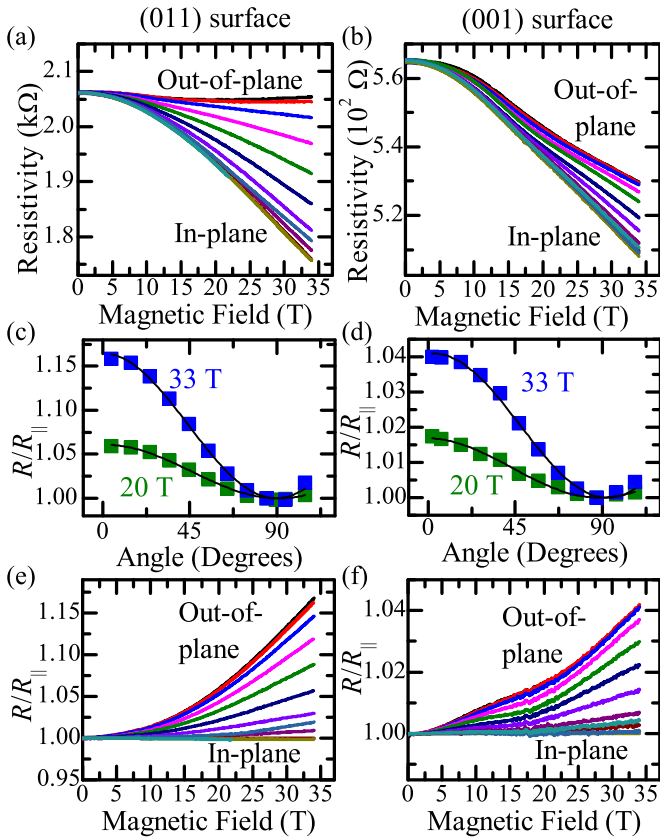 (011) surface
(001) surface
(a)
Out-of-plane
In-plane
Resistivity (kΩ)
2.1
2.0
1.9
1.8
0 5 10 15 20 25 30 35
Magnetic Field (T)
(b)
Out-of-
plane
In-plane
Resistivity (10² Ω)
5.6
5.4
5.2
0 5 10 15 20 25 30 35
Magnetic Field (T)
(c)
33 T
20 T
R/R||
1.15
1.10
1.05
1.00
0 45 90
Angle (Degrees)
(d)
33 T
20 T
R/R||
1.04
1.03
1.02
1.01
1.00
0 45 90
Angle (Degrees)
(e)
Out-of-
plane
In-plane
R/R||
1.15
1.10
1.05
1.00
0.95
0 5 10 15 20 25 30 35
Magnetic Field (T)
(f)
Out-of-
plane
In-plane
R/R||
1.04
1.02
1.00
0 5 10 15 20 25 30 35
Magnetic Field (T)